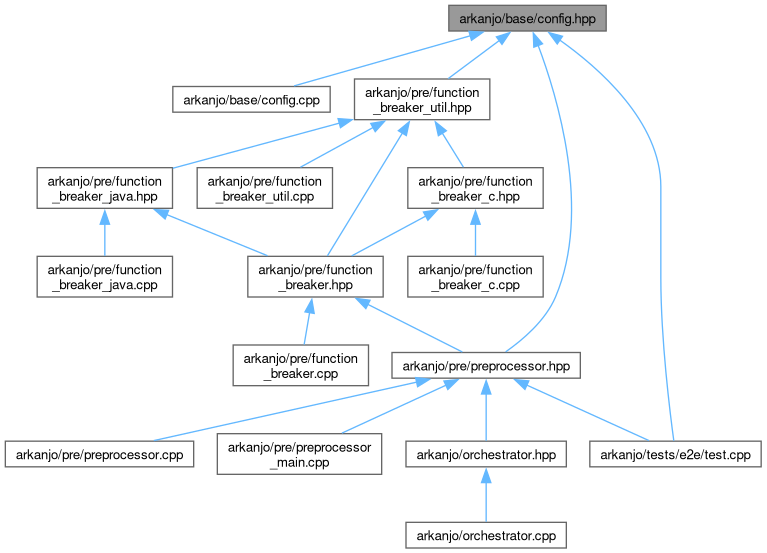 arkanjo/base/config.hpp
arkanjo/base/config.cpp
arkanjo/pre/function
_breaker_util.hpp
arkanjo/pre/function
_breaker_java.hpp
arkanjo/pre/function
_breaker_util.cpp
arkanjo/pre/function
_breaker_c.hpp
arkanjo/pre/function
_breaker_java.cpp
arkanjo/pre/function
_breaker.hpp
arkanjo/pre/function
_breaker_c.cpp
arkanjo/pre/function
_breaker.cpp
arkanjo/pre/preprocessor.hpp
arkanjo/pre/preprocessor.cpp
arkanjo/pre/preprocessor
_main.cpp
arkanjo/orchestrator.hpp
arkanjo/tests/e2e/test.cpp
arkanjo/orchestrator.cpp